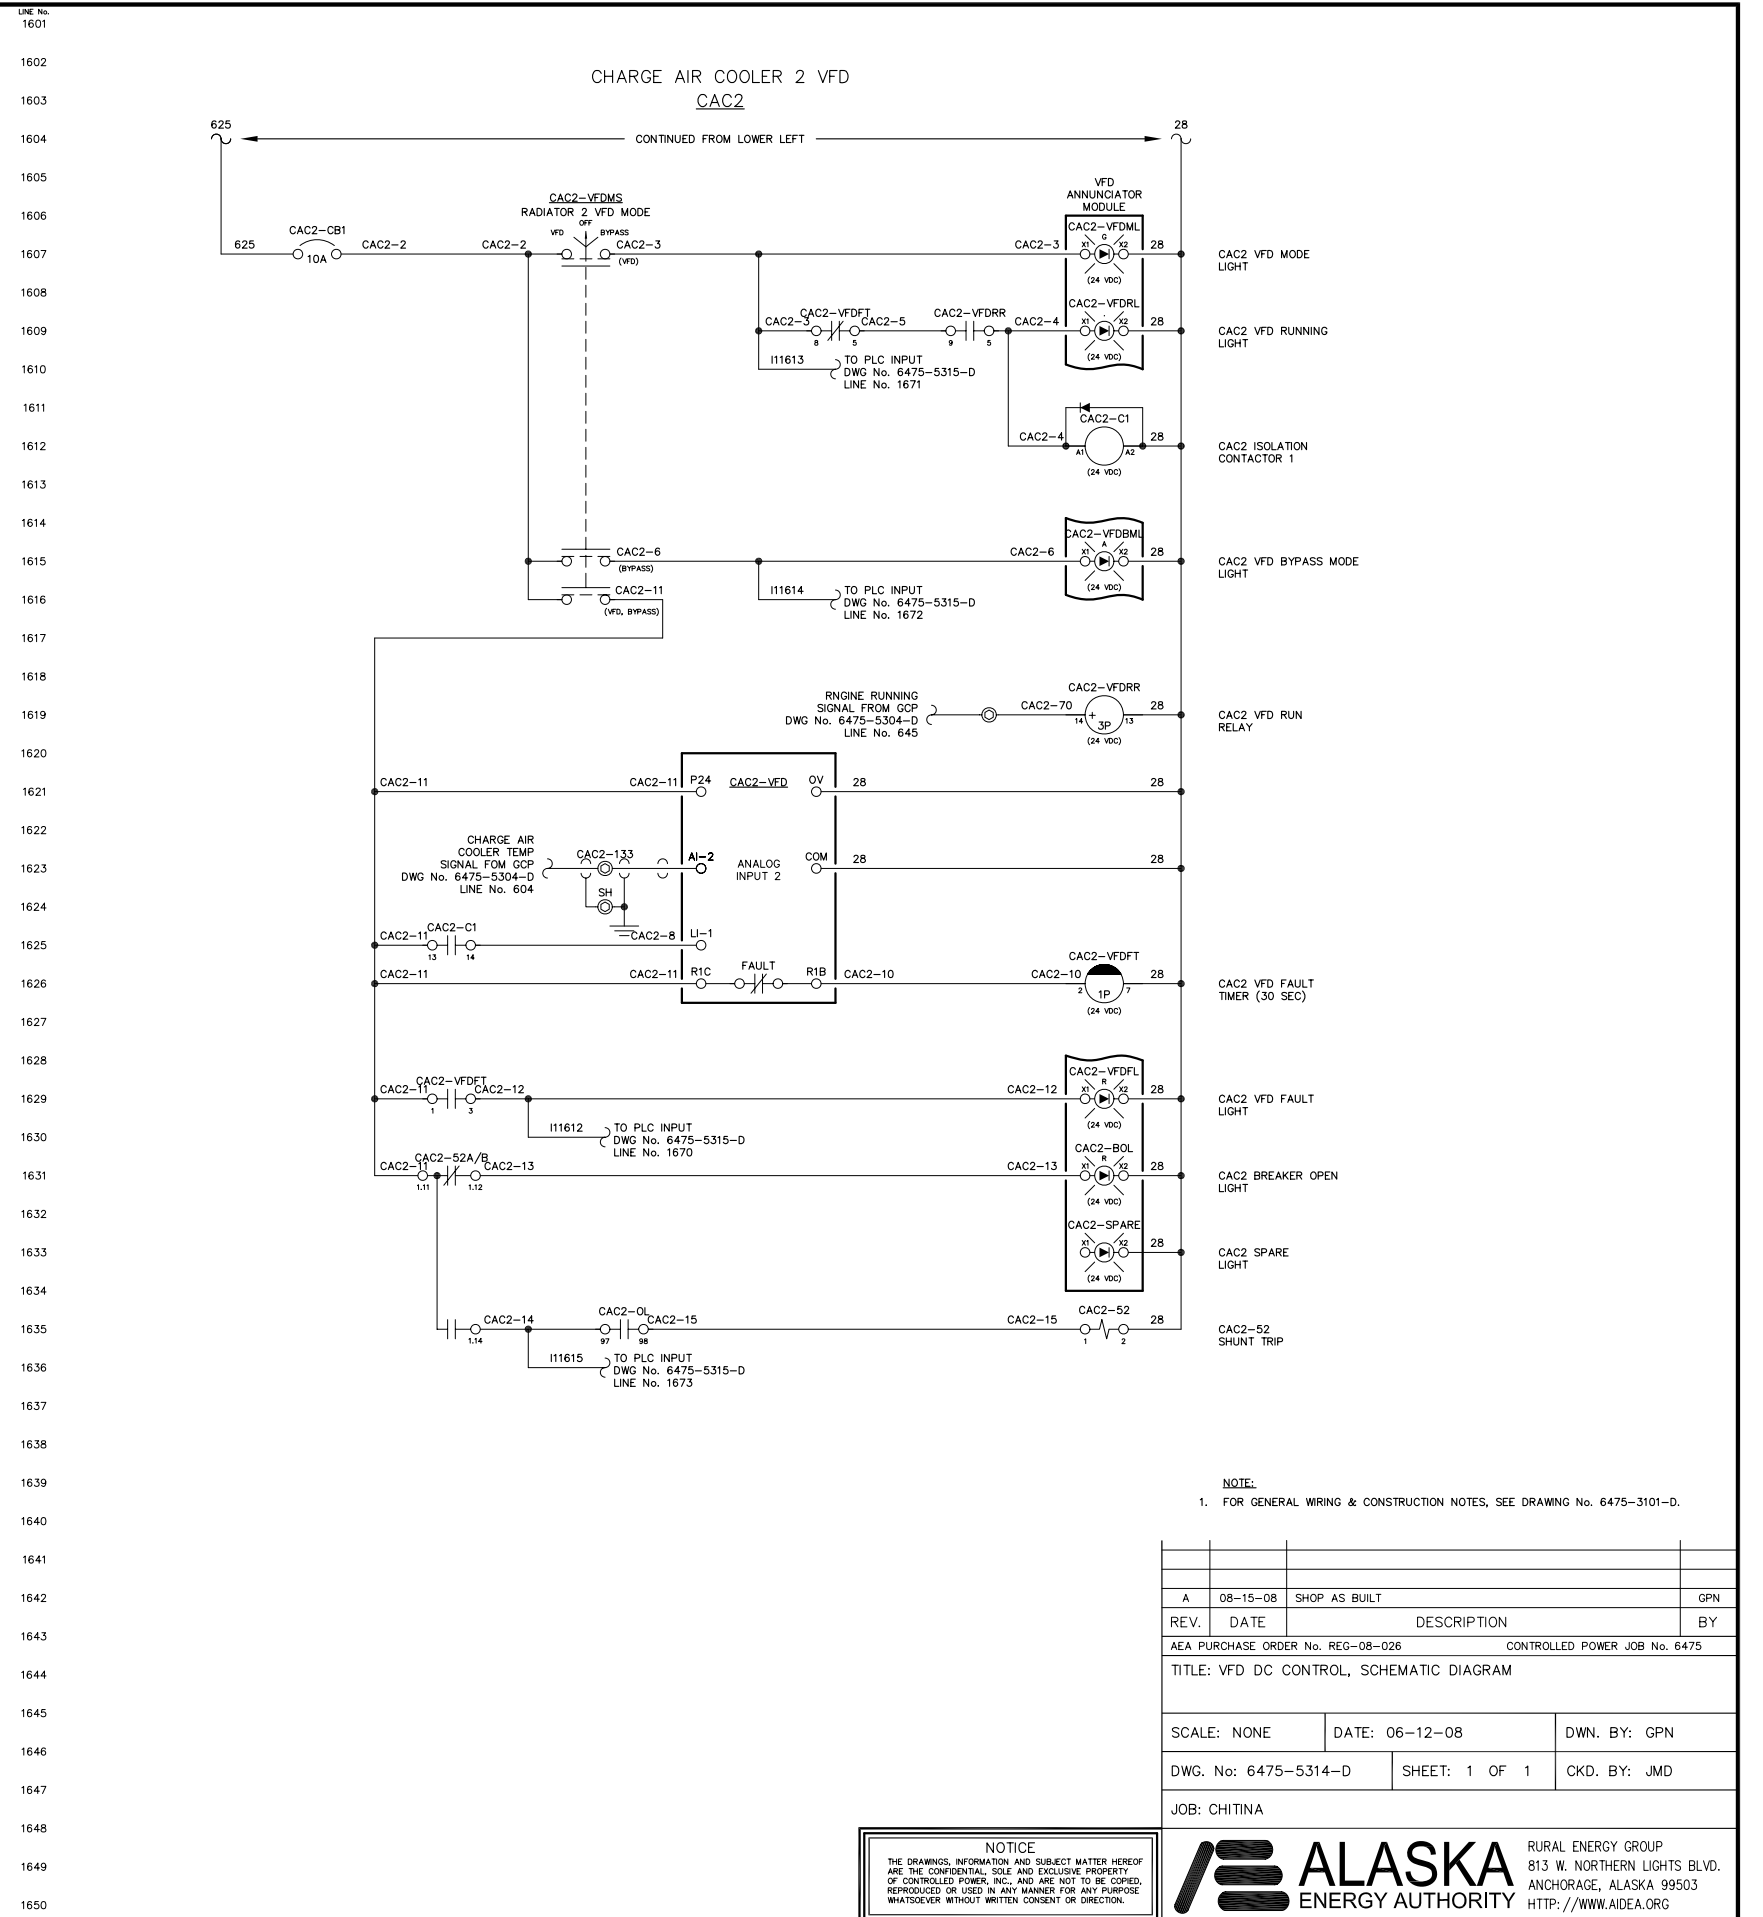 LINE No.
1601
1602
CHARGE AIR COOLER 2 VFD
1603
CAC2
625
28
1604
CONTINUED FROM LOWER LEFT
1605
VFD
ANNUNCIATOR
MODULE
CAC2-VFDMS
RADIATOR 2 VFD MODE
1606
OFF
VFD
BYPASS
CAC2-CB1
10A
CAC2-VFDML
G
1607
625
CAC2-2
CAC2-2
CAC2-3
(VFD)
CAC2-3
X1
X2
28
(24 VDC)
CAC2 VFD MODE
LIGHT
1608
CAC2-VFDFT
CAC2-VFDRR
CAC2-VFDRL
1609
CAC2-3
8
5
CAC2-5
9
5
CAC2-4
X1
X2
28
(24 VDC)
CAC2 VFD RUNNING
LIGHT
1610
I11613
TO PLC INPUT
DWG No. 6475-5315-D
LINE No. 1671
1611
CAC2-C1
1612
CAC2-4
A1
A2
28
(24 VDC)
CAC2 ISOLATION
CONTACTOR 1
1613
1614
CAC2-VFDBML
A
1615
CAC2-6
(BYPASS)
CAC2-6
X1
X2
28
(24 VDC)
CAC2 VFD BYPASS MODE
LIGHT
1616
CAC2-11
(VFD, BYPASS)
I11614
TO PLC INPUT
DWG No. 6475-5315-D
LINE No. 1672
1617
1618
CAC2-VFDRR
1619
RNGINE RUNNING
SIGNAL FROM GCP
DWG No. 6475-5304-D
LINE No. 645
CAC2-70
14
+
3P
13
28
(24 VDC)
CAC2 VFD RUN
RELAY
1620
1621
CAC2-11
CAC2-11
P24
CAC2-VFD
OV
28
28
1622
1623
CHARGE AIR
COOLER TEMP
SIGNAL FOM GCP
DWG No. 6475-5304-D
LINE No. 604
CAC2-133
AI-2
ANALOG
INPUT 2
COM
28
28
1624
SH
1625
CAC2-11
CAC2-C1
13
14
CAC2-8
LI-1
1626
CAC2-11
CAC2-11
R1C
FAULT
R1B
CAC2-10
CAC2-10
CAC2-VFDFT
2
1P
7
28
(24 VDC)
CAC2 VFD FAULT
TIMER (30 SEC)
1627
1628
CAC2-VFDFT
CAC2-VFDFL
R
1629
CAC2-11
1
3
CAC2-12
CAC2-12
X1
X2
28
(24 VDC)
CAC2 VFD FAULT
LIGHT
1630
I11612
TO PLC INPUT
DWG No. 6475-5315-D
LINE No. 1670
CAC2-52A/B
CAC2-BOL
R
1631
CAC2-11
1.11
1.12
CAC2-13
CAC2-13
X1
X2
28
(24 VDC)
CAC2 BREAKER OPEN
LIGHT
1632
CAC2-SPARE
1633
X1
X2
28
(24 VDC)
CAC2 SPARE
LIGHT
1634
1635
1.14
CAC2-14
CAC2-OL
97
98
CAC2-15
CAC2-15
CAC2-52
1
2
28
CAC2-52
SHUNT TRIP
1636
I11615
TO PLC INPUT
DWG No. 6475-5315-D
LINE No. 1673
1637
1638
1639
NOTE:
1. FOR GENERAL WIRING & CONSTRUCTION NOTES, SEE DRAWING No. 6475-3101-D.
1640
1641
1642
A 08-15-08 SHOP AS BUILT GPN
REV. DATE DESCRIPTION BY
1643
AEA PURCHASE ORDER No. REG-08-026 CONTROLLED POWER JOB No. 6475
1644
TITLE: VFD DC CONTROL, SCHEMATIC DIAGRAM
1645
SCALE: NONE DATE: 06-12-08 DWN. BY: GPN
1646
DWG. No: 6475-5314-D SHEET: 1 OF 1 CKD. BY: JMD
1647
JOB: CHITINA
1648
NOTICE
THE DRAWINGS, INFORMATION AND SUBJECT MATTER HEREOF
ARE THE CONFIDENTIAL, SOLE AND EXCLUSIVE PROPERTY
OF CONTROLLED POWER, INC., AND ARE NOT TO BE COPIED,
REPRODUCED OR USED IN ANY MANNER FOR ANY PURPOSE
WHATSOEVER WITHOUT WRITTEN CONSENT OR DIRECTION.
1649
1650
ALASKA
ENERGY AUTHORITY
RURAL ENERGY GROUP
813 W. NORTHERN LIGHTS BLVD.
ANCHORAGE, ALASKA 99503
HTTP://WWW.AIDEA.ORG